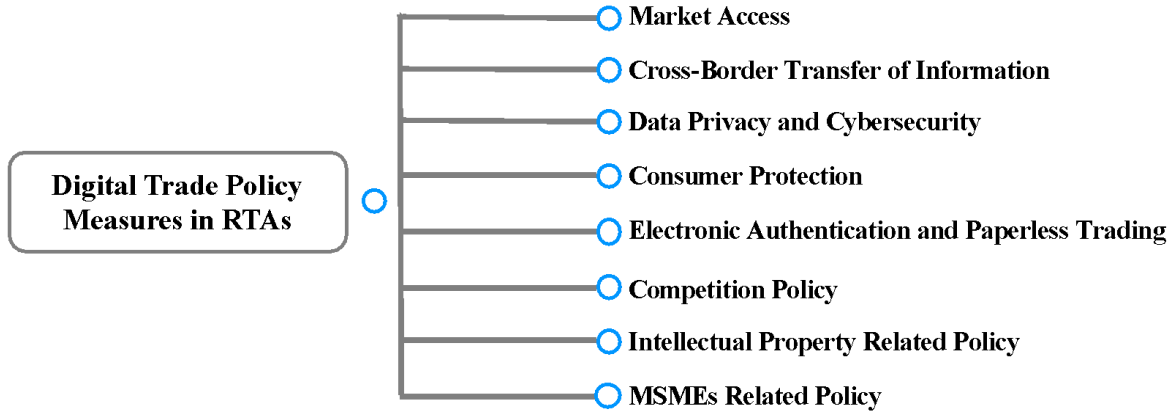 Market Access
Cross-Border Transfer of Information
Data Privacy and Cybersecurity
Digital Trade Policy
Measures in RTAs
Consumer Protection
Electronic Authentication and Paperless Trading
Competition Policy
Intellectual Property Related Policy
MSMEs Related Policy